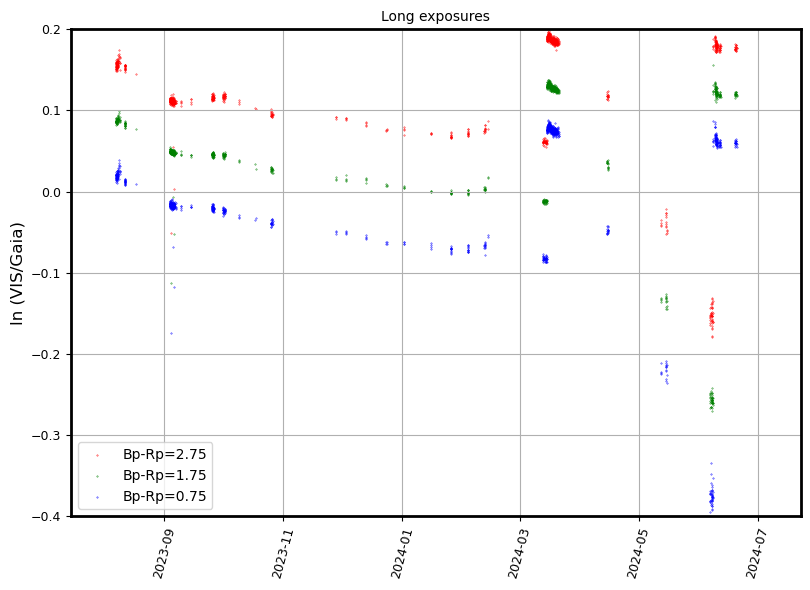 Long exposures
ln (VIS/Gaia)
0.2
0.1
0.0
−0.1
−0.2
−0.3
−0.4
Bp-Rp=2.75
Bp-Rp=1.75
Bp-Rp=0.75
2023-09
2023-11
2024-01
2024-03
2024-05
2024-07